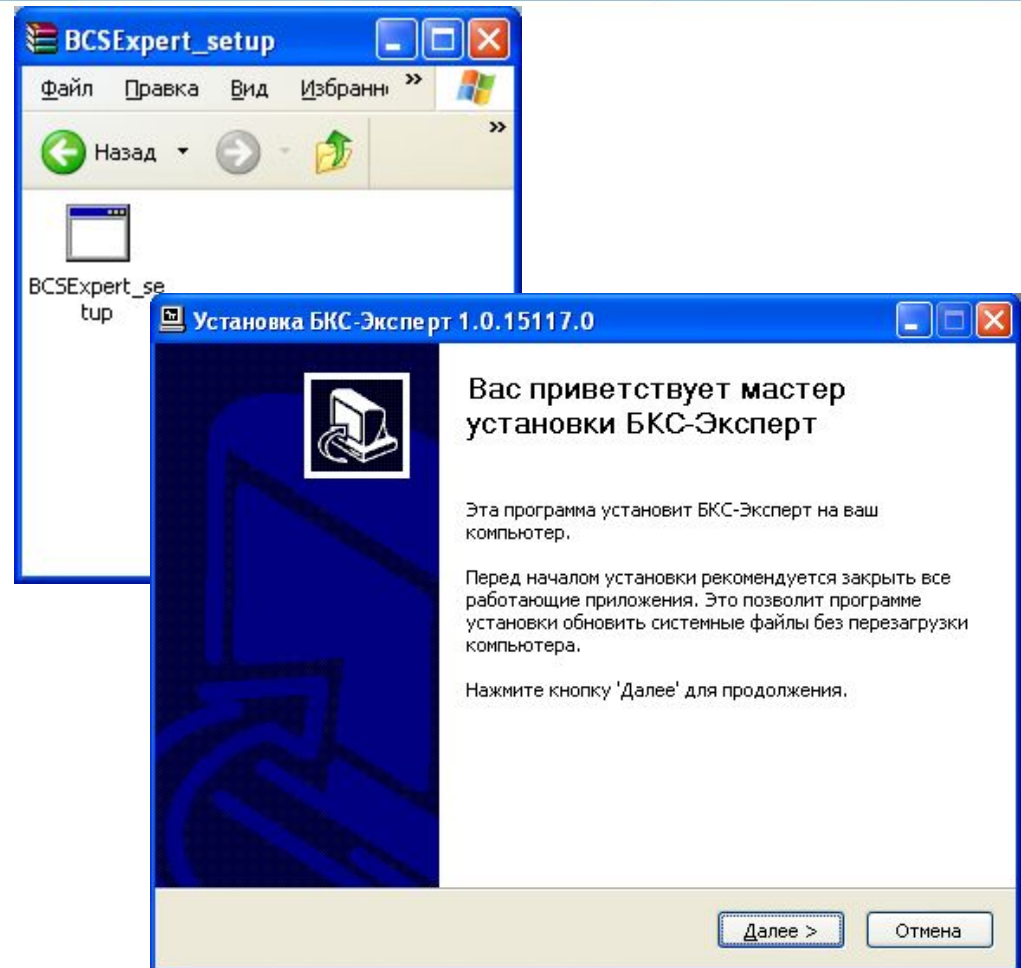 BCSExpert_setup
Файл Правка Вид Избранн »
Назад »
BCSExpert_se
tup
Установка БКС-Эксперт 1.0.15117.0
Вас приветствует мастер
установки БКС-Эксперт
Эта программа установит БКС-Эксперт на ваш
компьютер.
Перед началом установки рекомендуется закрыть все
работающие приложения. Это позволит программе
установки обновить системные файлы без перезагрузки
компьютера.
Нажмите кнопку 'Далее' для продолжения.
Далее > Отмена